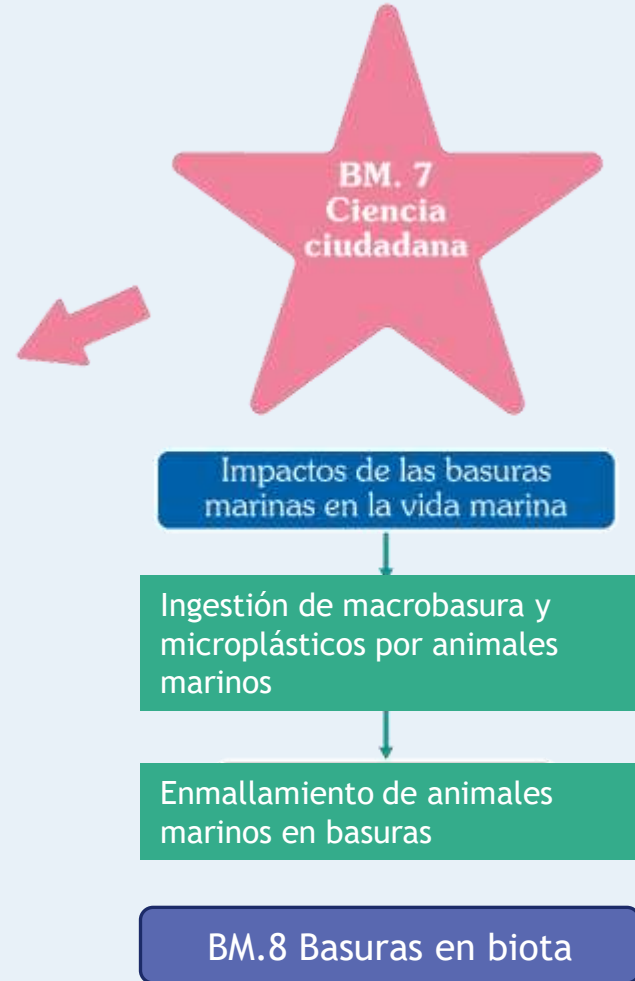 BM. 7
Ciencia
ciudadana
Impactos de las basuras
marinas en la vida marina
Ingestión de macrobasura y
microplásticos por animales
marinos
Enmallamiento de animales
marinos en basuras
BM.8 Basuras en biota